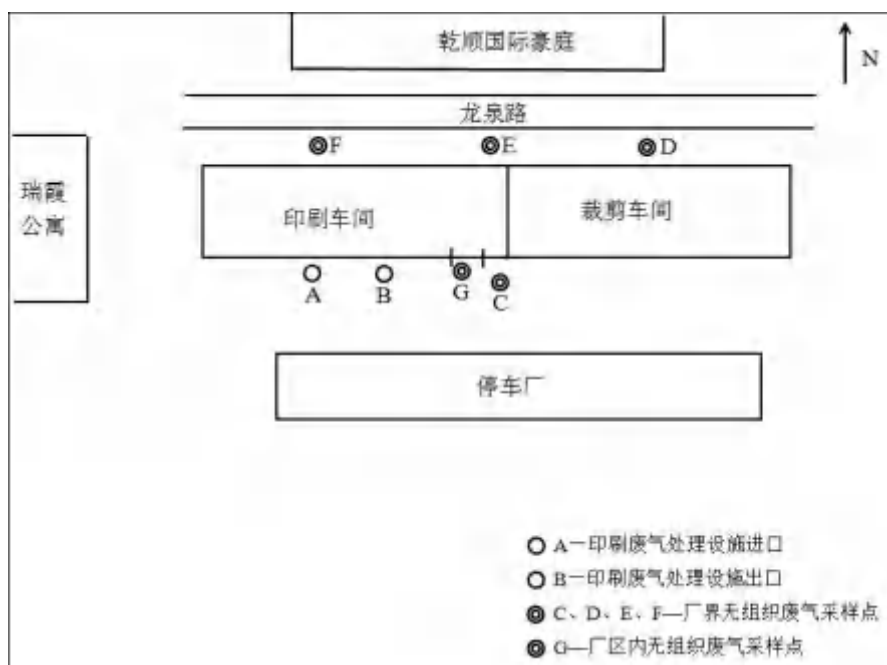 乾顺国际豪庭
N
龙泉路
F
E
D
瑞霞
公寓
印刷车间
裁剪车间
A
B
G
C
停车厂
A—印刷废气处理设施进口
B—印刷废气处理设施出口
C、D、E、F—厂界无组织废气采样点
G—厂区内无组织废气采样点